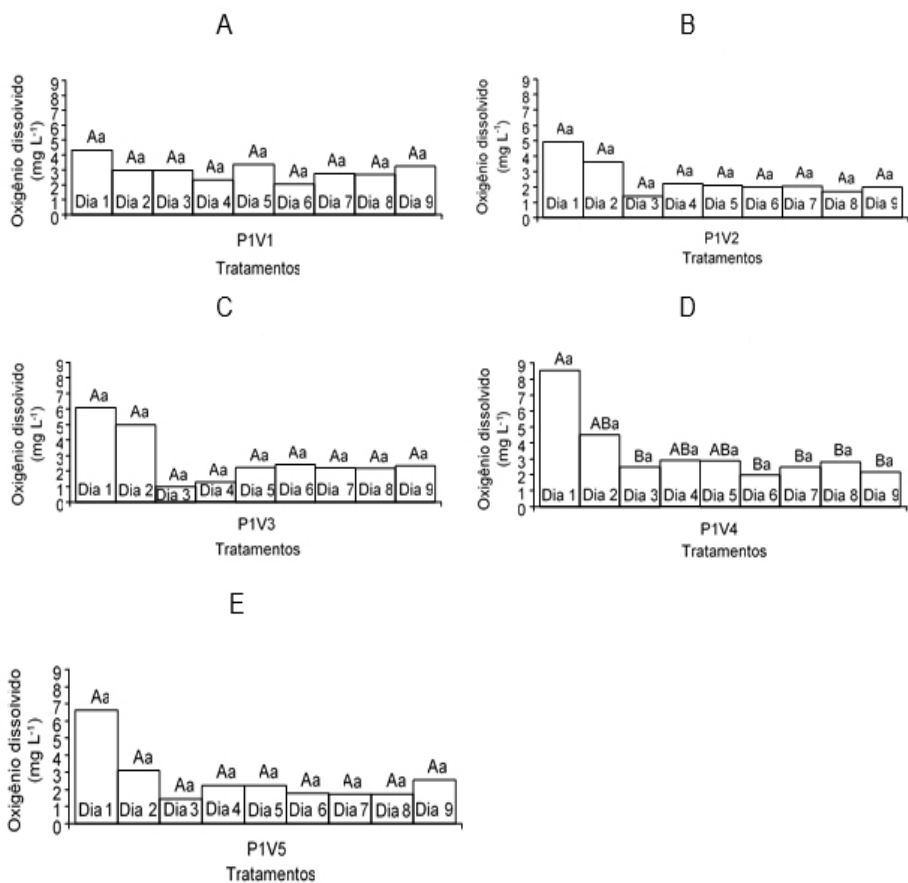 A
Oxigênio dissolvido
(mg L⁻¹)
9
8
7
6
5
4
3
2
1
0
Aa Aa Aa Aa Aa Aa Aa Aa Aa
Dia 1 Dia 2 Dia 3 Dia 4 Dia 5 Dia 6 Dia 7 Dia 8 Dia 9
P1V1
Tratamentos
B
Oxigênio dissolvido
(mg L⁻¹)
9
8
7
6
5
4
3
2
1
0
Aa Aa Aa Aa Aa Aa Aa Aa Aa
Dia 1 Dia 2 Dia 3 Dia 4 Dia 5 Dia 6 Dia 7 Dia 8 Dia 9
P1V2
Tratamentos
C
Oxigênio dissolvido
(mg L⁻¹)
9
8
7
6
5
4
3
2
1
0
Aa Aa Aa Aa Aa Aa Aa Aa Aa
Dia 1 Dia 2 Dia 3 Dia 4 Dia 5 Dia 6 Dia 7 Dia 8 Dia 9
P1V3
Tratamentos
D
Oxigênio dissolvido
(mg L⁻¹)
9
8
7
6
5
4
3
2
1
0
Aa ABa Ba ABa ABa Ba Ba Ba Ba
Dia 1 Dia 2 Dia 3 Dia 4 Dia 5 Dia 6 Dia 7 Dia 8 Dia 9
P1V4
Tratamentos
E
Oxigênio dissolvido
(mg L⁻¹)
9
8
7
6
5
4
3
2
1
0
Aa Aa Aa Aa Aa Aa Aa Aa Aa
Dia 1 Dia 2 Dia 3 Dia 4 Dia 5 Dia 6 Dia 7 Dia 8 Dia 9
P1V5
Tratamentos